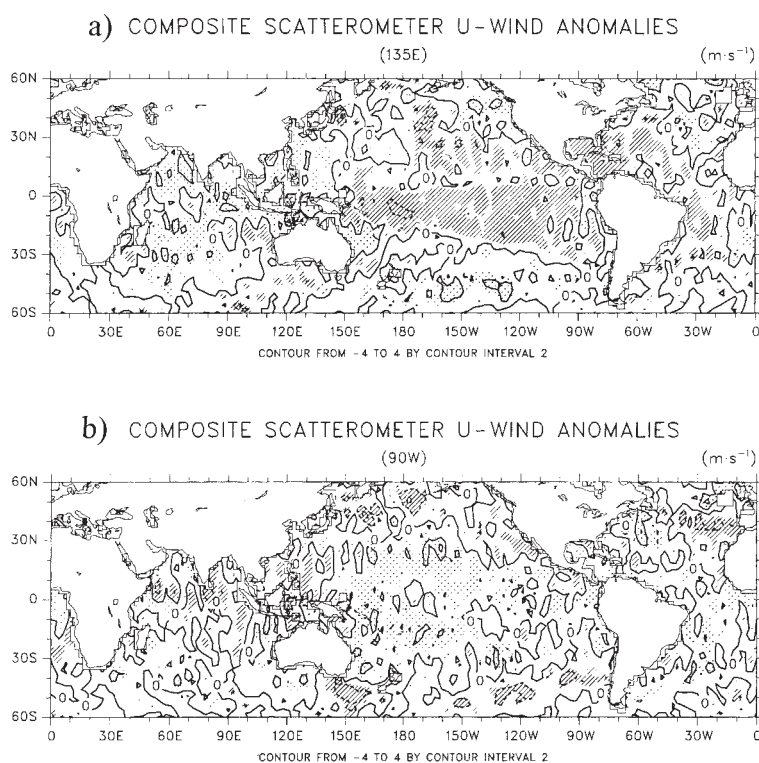 a) COMPOSITE SCATTEROMETER U-WIND ANOMALIES
(135E) (m·s⁻¹)
60N
30N
0
30S
60S
0 30E 60E 90E 120E 150E 180 150W 120W 90W 60W 30W 0
CONTOUR FROM -4 TO 4 BY CONTOUR INTERVAL 2
b) COMPOSITE SCATTEROMETER U-WIND ANOMALIES
(90W) (m·s⁻¹)
60N
30N
0
30S
60S
0 30E 60E 90E 120E 150E 180 150W 120W 90W 60W 30W 0
CONTOUR FROM -4 TO 4 BY CONTOUR INTERVAL 2